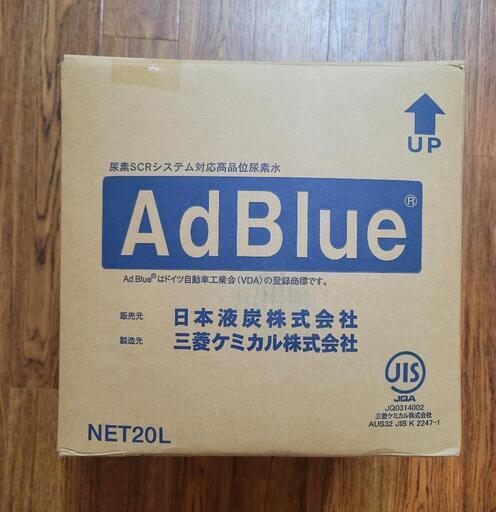 UP
尿素SCRシステム対応高品位尿素水
AdBlue®
Ad Blue®はドイツ自動車工業会(VDA)の登録商標です。
販売元 日本液炭株式会社
製造元 三菱ケミカル株式会社
JIS
JQA
JQ0314002
三菱ケミカル株式会社
AUS32 JIS K 2247-1
NET20L